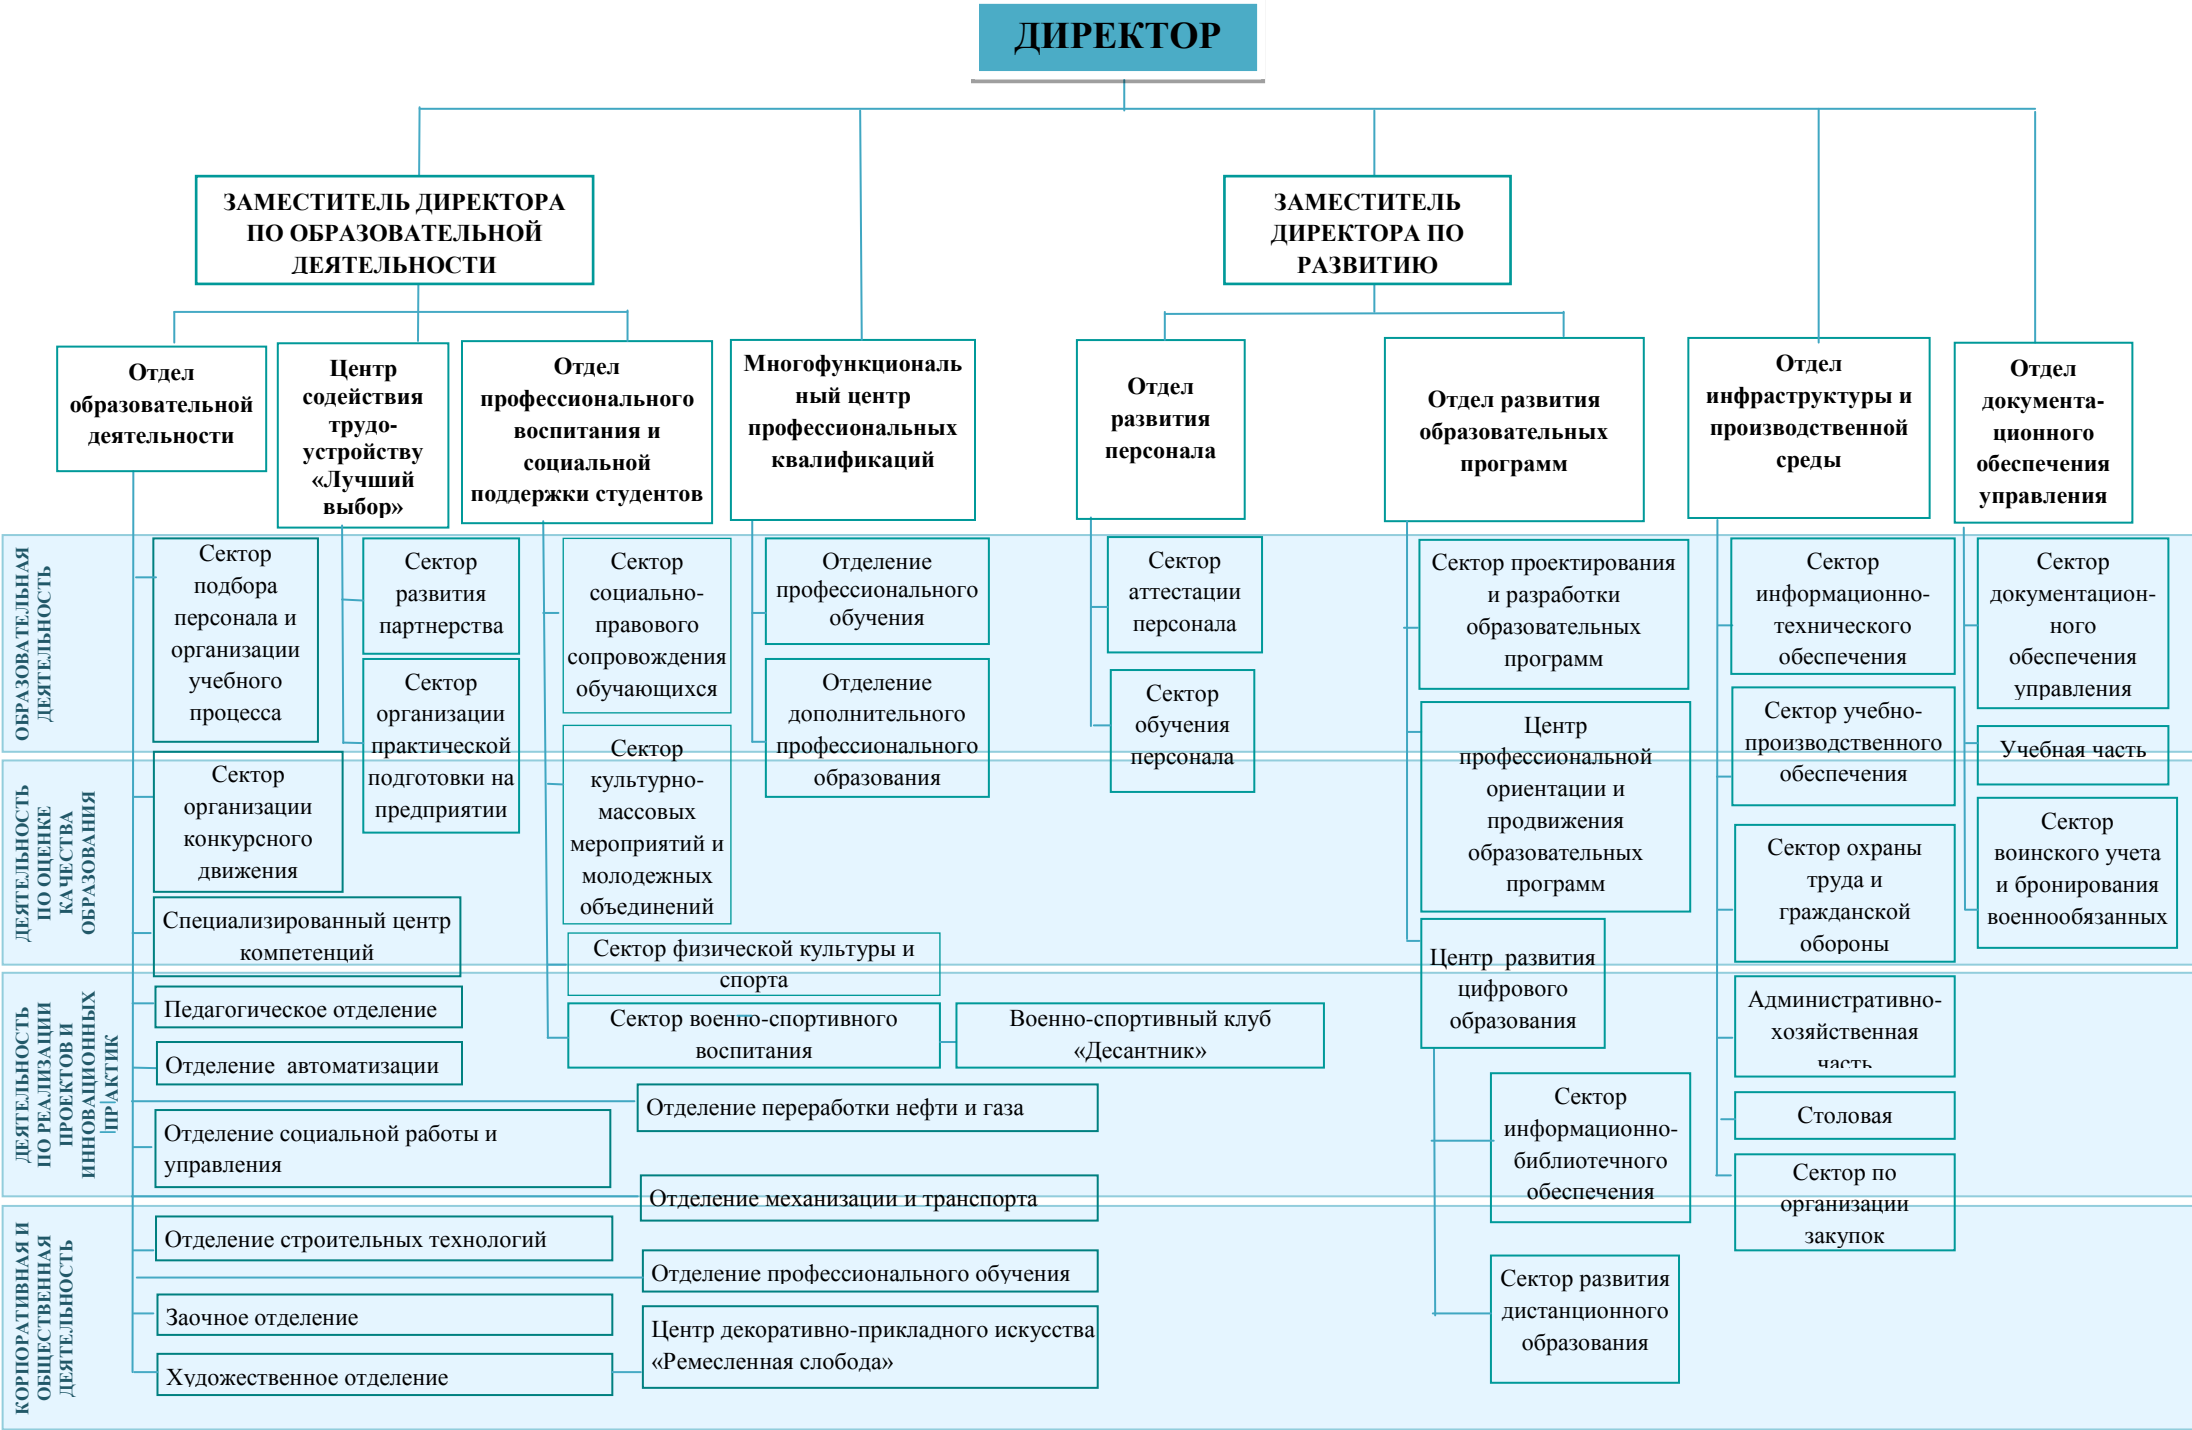 ДИРЕКТОР
ЗАМЕСТИТЕЛЬ ДИРЕКТОРА
ПО ОБРАЗОВАТЕЛЬНОЙ
ДЕЯТЕЛЬНОСТИ
ЗАМЕСТИТЕЛЬ
ДИРЕКТОРА ПО
РАЗВИТИЮ
Отдел
образовательной
деятельности
Центр
содействия
трудо-
устройству
«Лучший
выбор»
Отдел
профессионального
воспитания и
социальной
поддержки студентов
Многофункциональ
ный центр
профессиональных
квалификаций
Отдел
развития
персонала
Отдел развития
образовательных
программ
Отдел
инфраструктуры и
производственной
среды
Отдел
документа-
ционного
обеспечения
управления
ОБРАЗОВАТЕЛЬНАЯ
ДЕЯТЕЛЬНОСТЬ
ДЕЯТЕЛЬНОСТЬ
ПО ОЦЕНКЕ
КАЧЕСТВА
ОБРАЗОВАНИЯ
ДЕЯТЕЛЬНОСТЬ
ПО РЕАЛИЗАЦИИ
ПРОЕКТОВ И
ИННОВАЦИОННЫХ
ПРАКТИК
КОРПОРАТИВНАЯ И
ОБЩЕСТВЕННАЯ
ДЕЯТЕЛЬНОСТЬ
Сектор
подбора
персонала и
организации
учебного
процесса
Сектор
организации
конкурсного
движения
Специализированный центр
компетенций
Педагогическое отделение
Отделение  автоматизации
Отделение переработки нефти и газа
Отделение социальной работы и
управления
Отделение механизации и транспорта
Отделение строительных технологий
Отделение профессионального обучения
Заочное отделение
Художественное отделение
Центр декоративно-прикладного искусства
«Ремесленная слобода»
Сектор
развития
партнерства
Сектор
организации
практической
подготовки на
предприятии
Сектор
социально-
правового
сопровождения
обучающихся
Сектор
культурно-
массовых
мероприятий и
молодежных
объединений
Сектор физической культуры и
спорта
Сектор военно-спортивного
воспитания
Военно-спортивный клуб
«Десантник»
Отделение
профессионального
обучения
Отделение
дополнительного
профессионального
образования
Сектор
аттестации
персонала
Сектор
обучения
персонала
Сектор проектирования
и разработки
образовательных
программ
Центр
профессиональной
ориентации и
продвижения
образовательных
программ
Центр  развития
цифрового
образования
Сектор
информационно-
библиотечного
обеспечения
Сектор развития
дистанционного
образования
Сектор
информационно-
технического
обеспечения
Сектор учебно-
производственного
обеспечения
Сектор охраны
труда и
гражданской
обороны
Административно-
хозяйственная
часть
Столовая
Сектор по
организации
закупок
Сектор
документацион-
ного
обеспечения
управления
Учебная часть
Сектор
воинского учета
и бронирования
военнообязанных